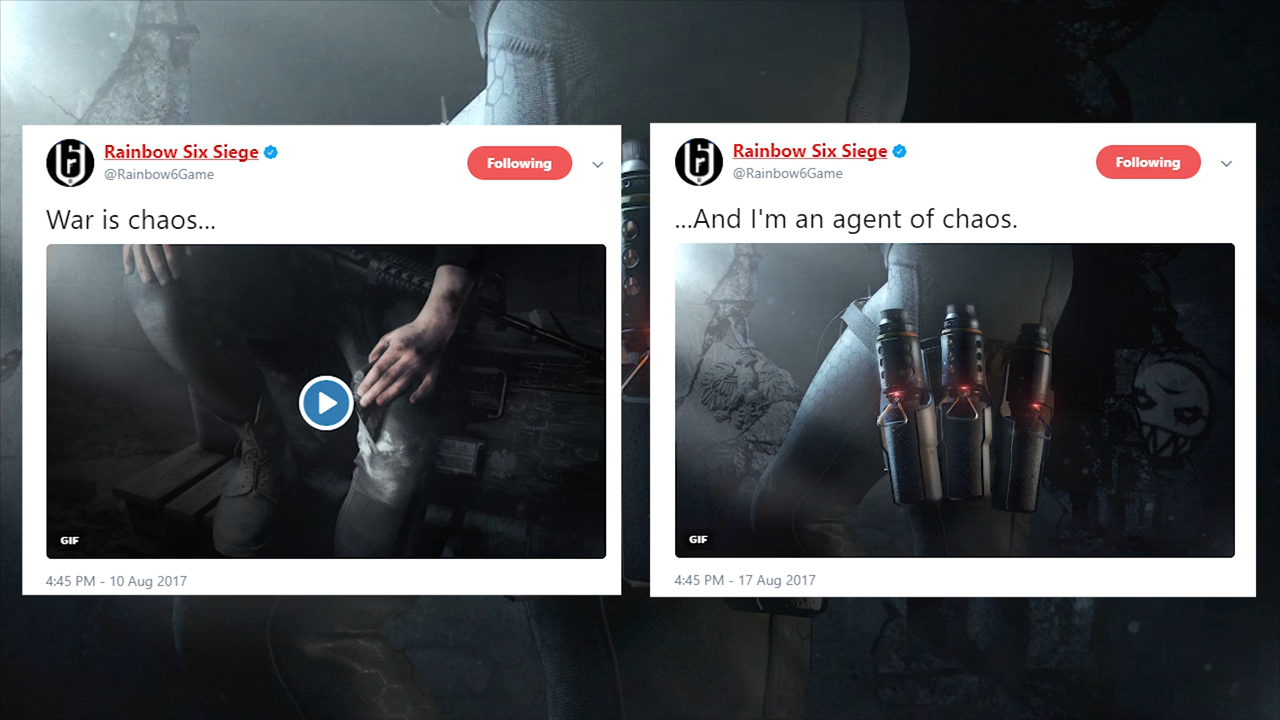 Rainbow Six Siege
@Rainbow6Game
Following
War is chaos...
GIF
4:45 PM - 10 Aug 2017
Rainbow Six Siege
@Rainbow6Game
Following
...And I'm an agent of chaos.
GIF
4:45 PM - 17 Aug 2017